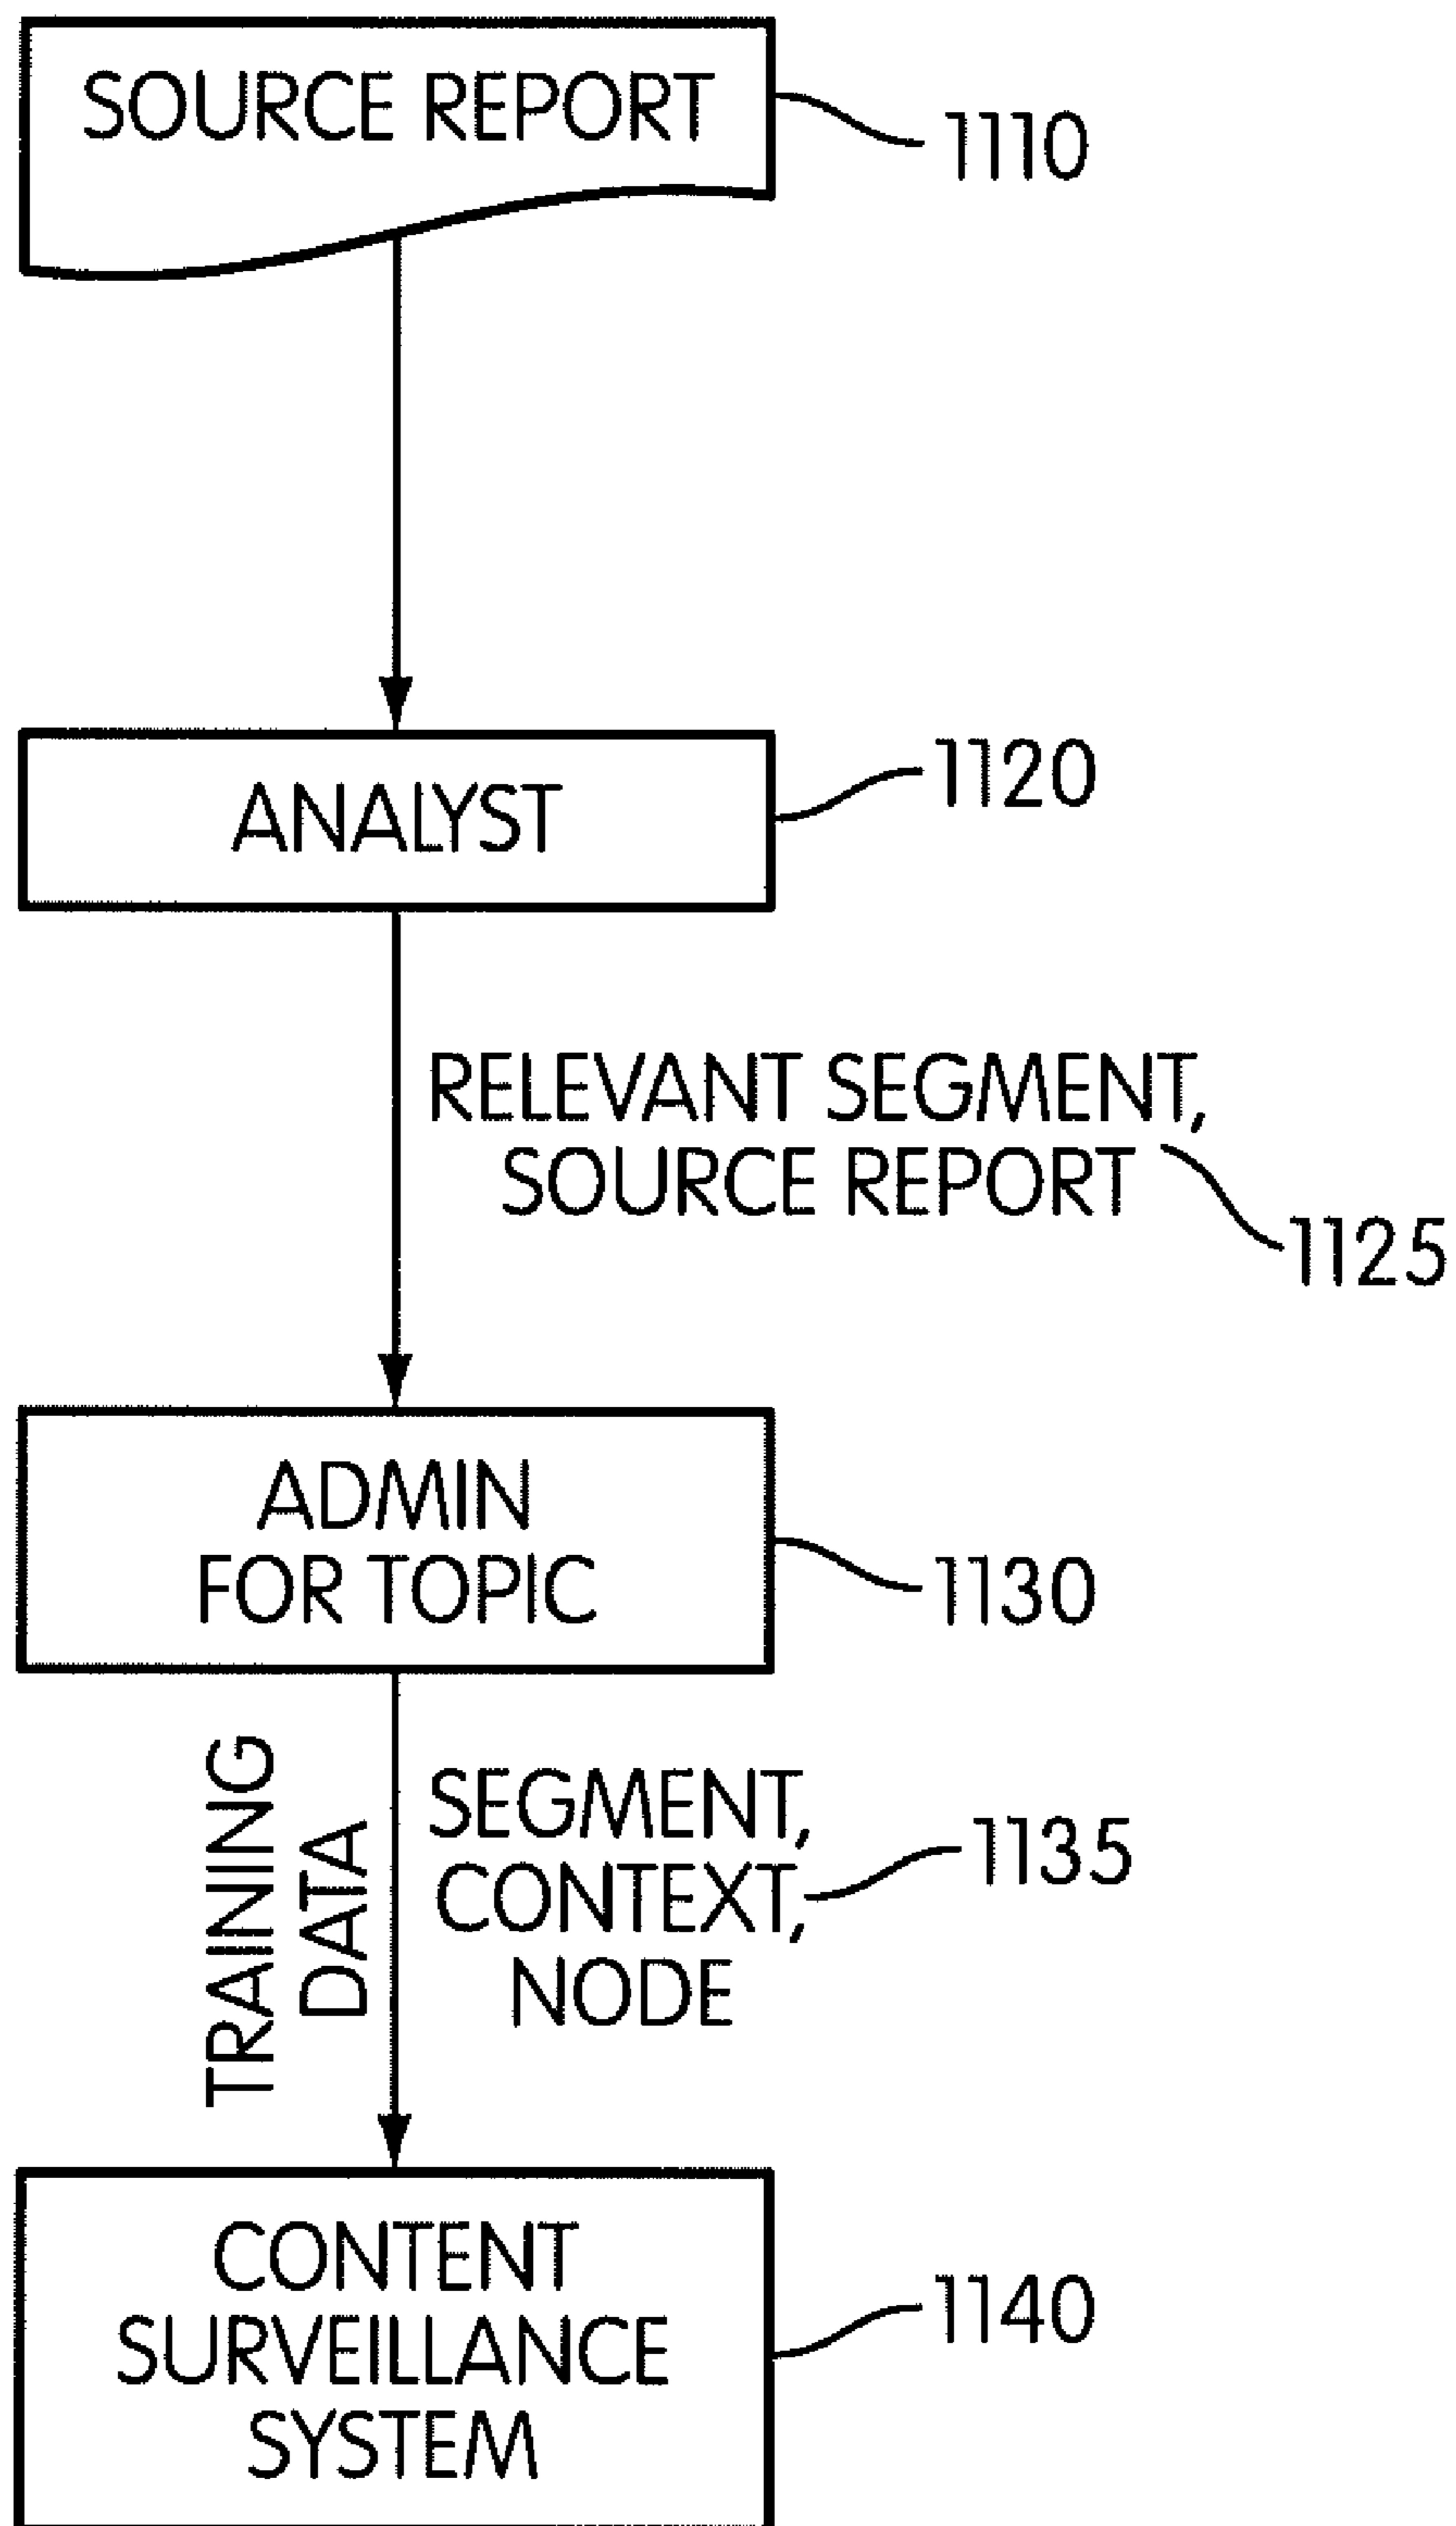 SOURCE REPORT
1110
ANALYST
1120
RELEVANT SEGMENT,
SOURCE REPORT
1125
ADMIN
FOR TOPIC
1130
TRAINING
DATA
SEGMENT,
CONTEXT,
NODE
1135
CONTENT
SURVEILLANCE
SYSTEM
1140